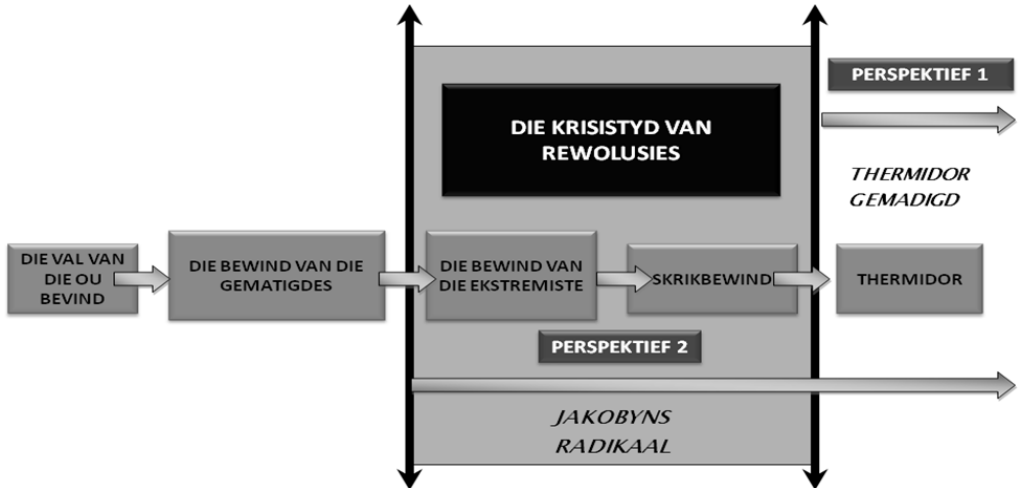 PERSPEKTIEF 1
DIE KRISISTYD VAN
REWOLUSIES
THERMIDOR
GEMADIGD
DIE VAL VAN
DIE OU
BEVIND
DIE BEWIND VAN DIE
GEMATIGDES
DIE BEWIND VAN
DIE EKSTREMISTE
SKRIKBEWIND
THERMIDOR
PERSPEKTIEF 2
JAKOBYNS
RADIKAAL